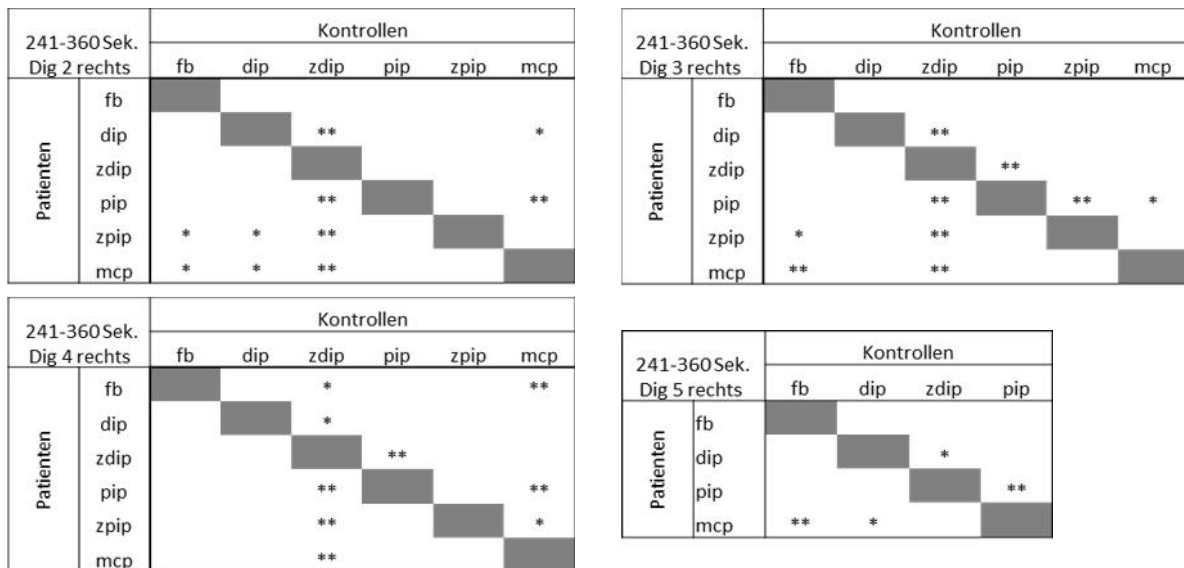 241-360 Sek. Kontrollen
Dig 2 rechts fb dip zdip pip zpip mcp
Patienten
fb
dip ** *
zdip
pip ** **
zpip * * **
mcp * * **
241-360 Sek. Kontrollen
Dig 3 rechts fb dip zdip pip zpip mcp
Patienten
fb
dip **
zdip **
pip ** ** *
zpip * **
mcp ** **
241-360 Sek. Kontrollen
Dig 4 rechts fb dip zdip pip zpip mcp
Patienten
fb * **
dip *
zdip **
pip ** **
zpip ** *
mcp **
241-360 Sek. Kontrollen
Dig 5 rechts fb dip zdip pip
Patienten
fb
dip *
pip **
mcp ** *